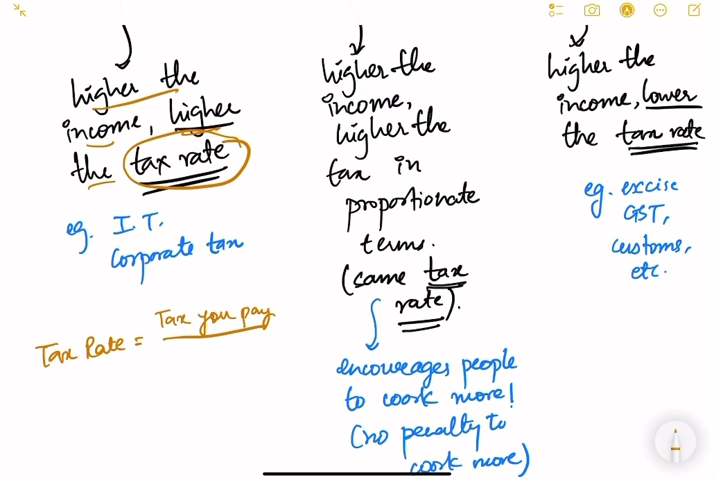 higher the
income, higher
the tax rate
eg. I.T.
corporate tax
Tax Rate = Tax you pay
higher the
income,
higher the
tax in
proportionate
terms.
(same tax
rate).
encourages people
to work more!
(no penalty to
work more)
higher the
income, lower
the tax rate
eg. excise
GST,
customs,
etc.